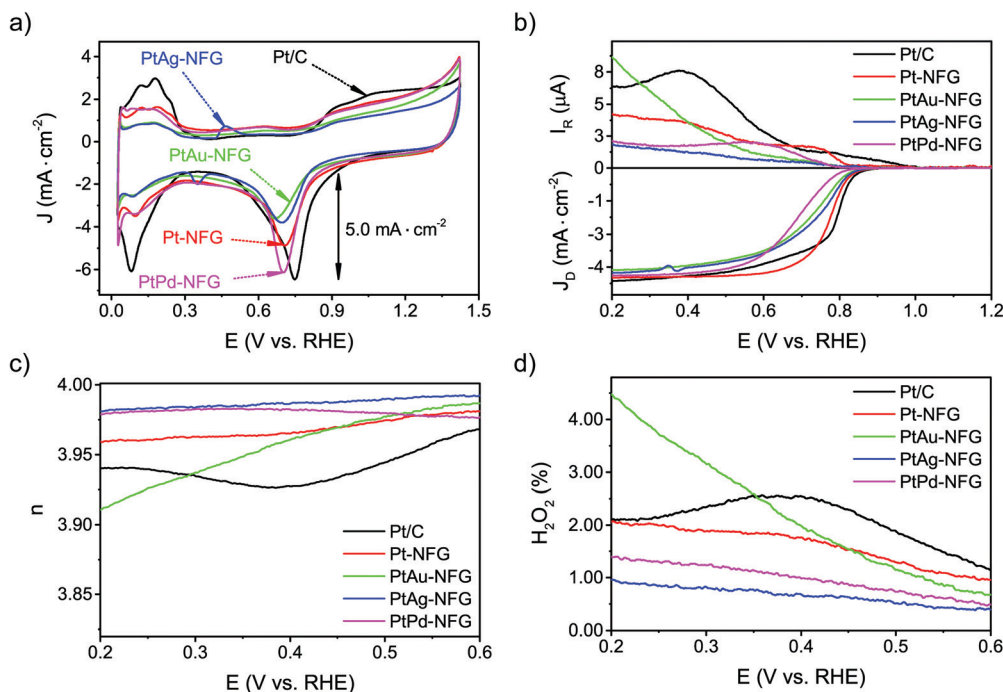 a)
PtAg-NFG
Pt/C
PtAu-NFG
5.0 mA · cm⁻²
Pt-NFG
PtPd-NFG
J (mA· cm⁻²)
4
2
0
-2
-4
-6
0.0 0.3 0.6 0.9 1.2 1.5
E (V vs. RHE)
b)
Pt/C
Pt-NFG
PtAu-NFG
PtAg-NFG
PtPd-NFG
I_R (µA)
8
4
0
J_D (mA· cm⁻²)
-2
-4
0.2 0.4 0.6 0.8 1.0 1.2
E (V vs. RHE)
c)
n
4.00
3.95
3.90
3.85
Pt/C
Pt-NFG
PtAu-NFG
PtAg-NFG
PtPd-NFG
0.2 0.3 0.4 0.5 0.6
E (V vs. RHE)
d)
H₂O₂ (%)
4.00
3.00
2.00
1.00
0.00
Pt/C
Pt-NFG
PtAu-NFG
PtAg-NFG
PtPd-NFG
0.2 0.3 0.4 0.5 0.6
E (V vs. RHE)